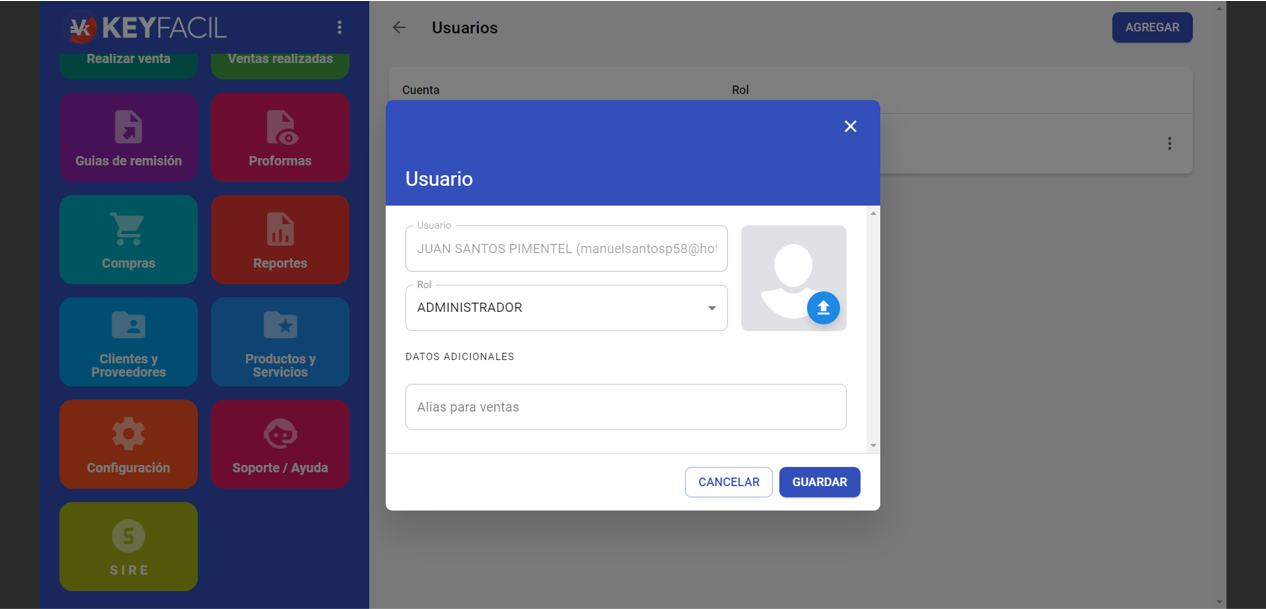 KEYFACIL
Realizar venta
Ventas realizadas
Guias de remisión
Proformas
Compras
Reportes
Clientes y
Proveedores
Productos y
Servicios
Configuración
Soporte / Ayuda
S
SIRE
Usuarios
AGREGAR
Cuenta
Rol
Usuario
Usuario
JUAN SANTOS PIMENTEL (manuelsantosp58@hot
Rol
ADMINISTRADOR
DATOS ADICIONALES
Alias para ventas
CANCELAR
GUARDAR